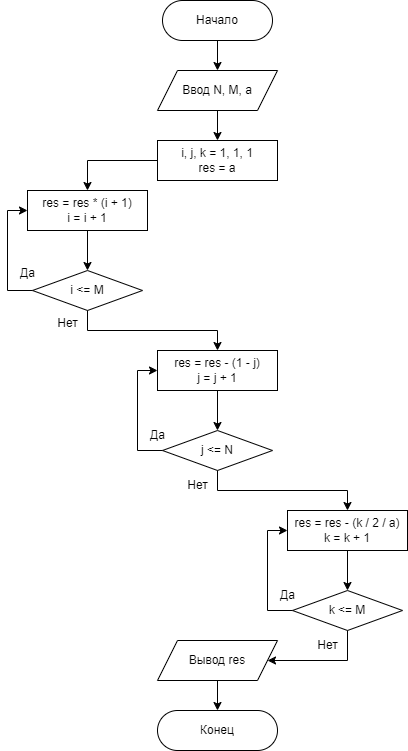 Начало
Ввод N, M, a
i, j, k = 1, 1, 1
res = a
res = res * (i + 1)
i = i + 1
Да
i <= M
Нет
res = res - (1 - j)
j = j + 1
Да
j <= N
Нет
res = res - (k / 2 / a)
k = k + 1
Да
k <= M
Нет
Вывод res
Конец